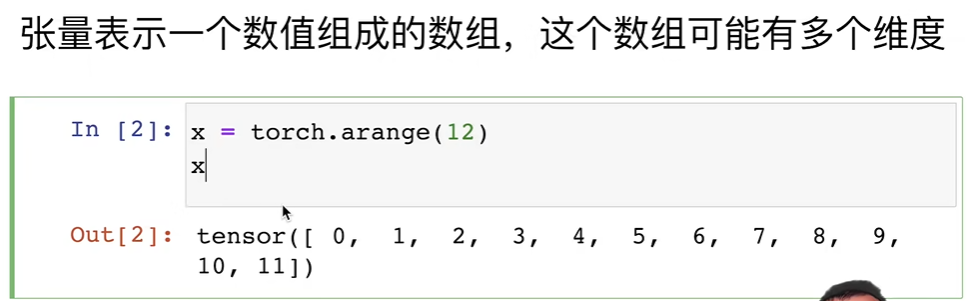 张量表示一个数值组成的数组，这个数组可能有多个维度
In [2]: x = torch.arange(12)
x
Out[2]: tensor([ 0,  1,  2,  3,  4,  5,  6,  7,  8,  9,
10, 11])